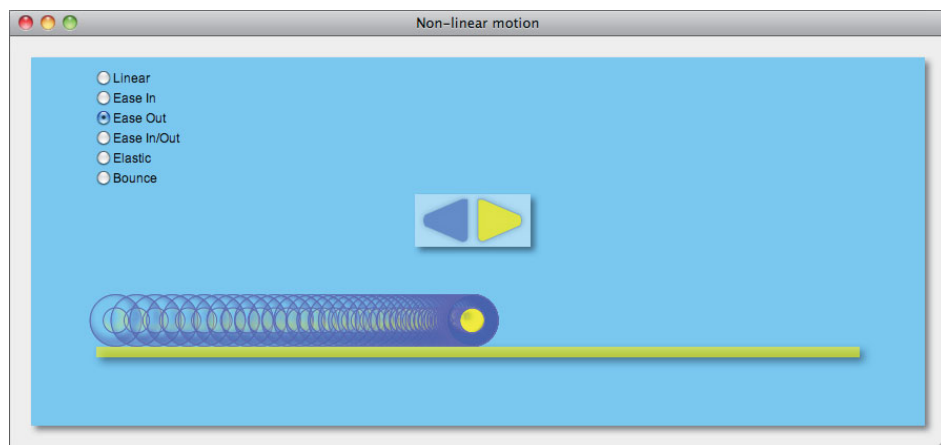 Non-linear motion
Linear
Ease In
Ease Out
Ease In/Out
Elastic
Bounce